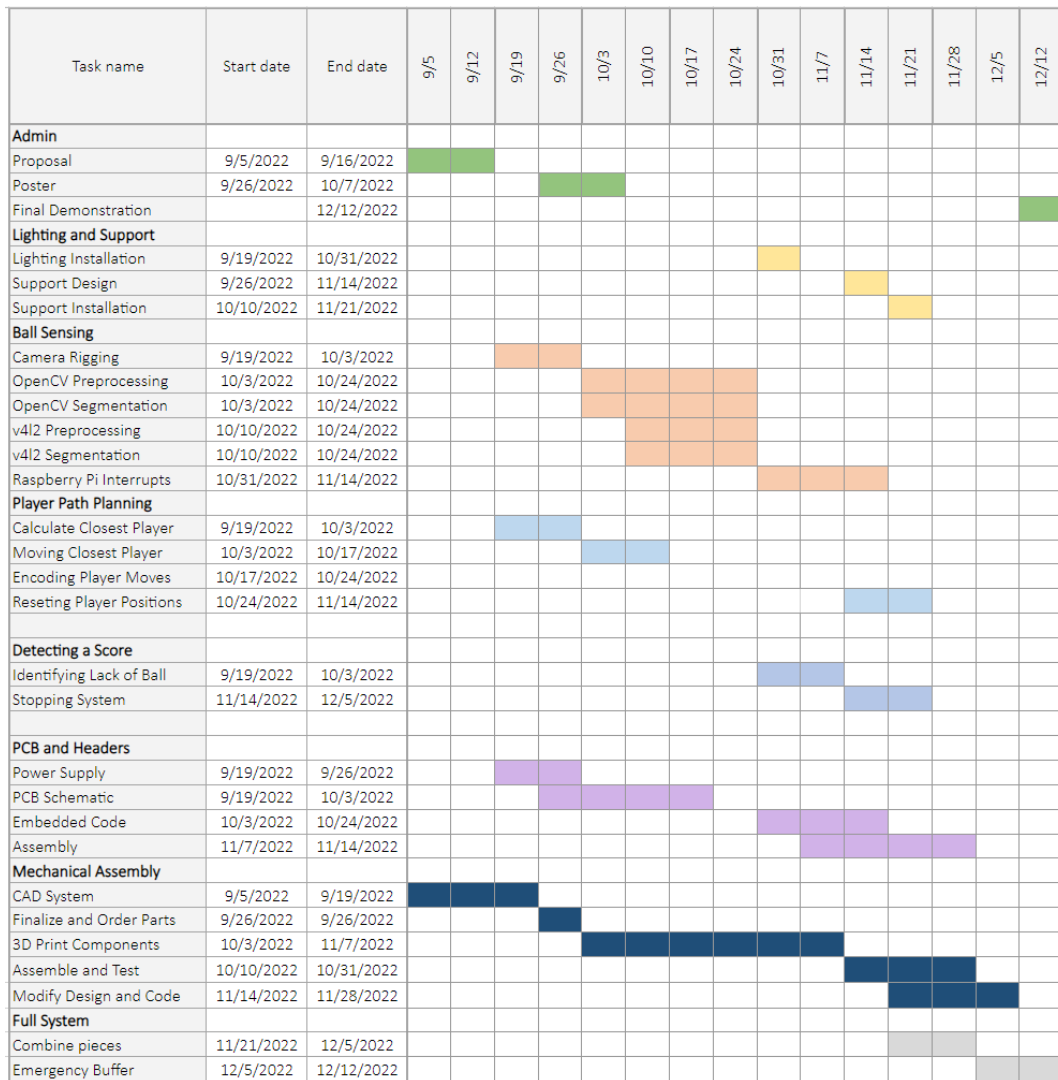 Task name Start date End date 9/5 9/12 9/19 9/26 10/3 10/10 10/17 10/24 10/31 11/7 11/14 11/21 11/28 12/5 12/12
Admin
Proposal 9/5/2022 9/16/2022
Poster 9/26/2022 10/7/2022
Final Demonstration 12/12/2022
Lighting and Support
Lighting Installation 9/19/2022 10/31/2022
Support Design 9/26/2022 11/14/2022
Support Installation 10/10/2022 11/21/2022
Ball Sensing
Camera Rigging 9/19/2022 10/3/2022
OpenCV Preprocessing 10/3/2022 10/24/2022
OpenCV Segmentation 10/3/2022 10/24/2022
v4l2 Preprocessing 10/10/2022 10/24/2022
v4l2 Segmentation 10/10/2022 10/24/2022
Raspberry Pi Interrupts 10/31/2022 11/14/2022
Player Path Planning
Calculate Closest Player 9/19/2022 10/3/2022
Moving Closest Player 10/3/2022 10/17/2022
Encoding Player Moves 10/17/2022 10/24/2022
Reseting Player Positions 10/24/2022 11/14/2022
Detecting a Score
Identifying Lack of Ball 9/19/2022 10/3/2022
Stopping System 11/14/2022 12/5/2022
PCB and Headers
Power Supply 9/19/2022 9/26/2022
PCB Schematic 9/19/2022 10/3/2022
Embedded Code 10/3/2022 10/24/2022
Assembly 11/7/2022 11/14/2022
Mechanical Assembly
CAD System 9/5/2022 9/19/2022
Finalize and Order Parts 9/26/2022 9/26/2022
3D Print Components 10/3/2022 11/7/2022
Assemble and Test 10/10/2022 10/31/2022
Modify Design and Code 11/14/2022 11/28/2022
Full System
Combine pieces 11/21/2022 12/5/2022
Emergency Buffer 12/5/2022 12/12/2022